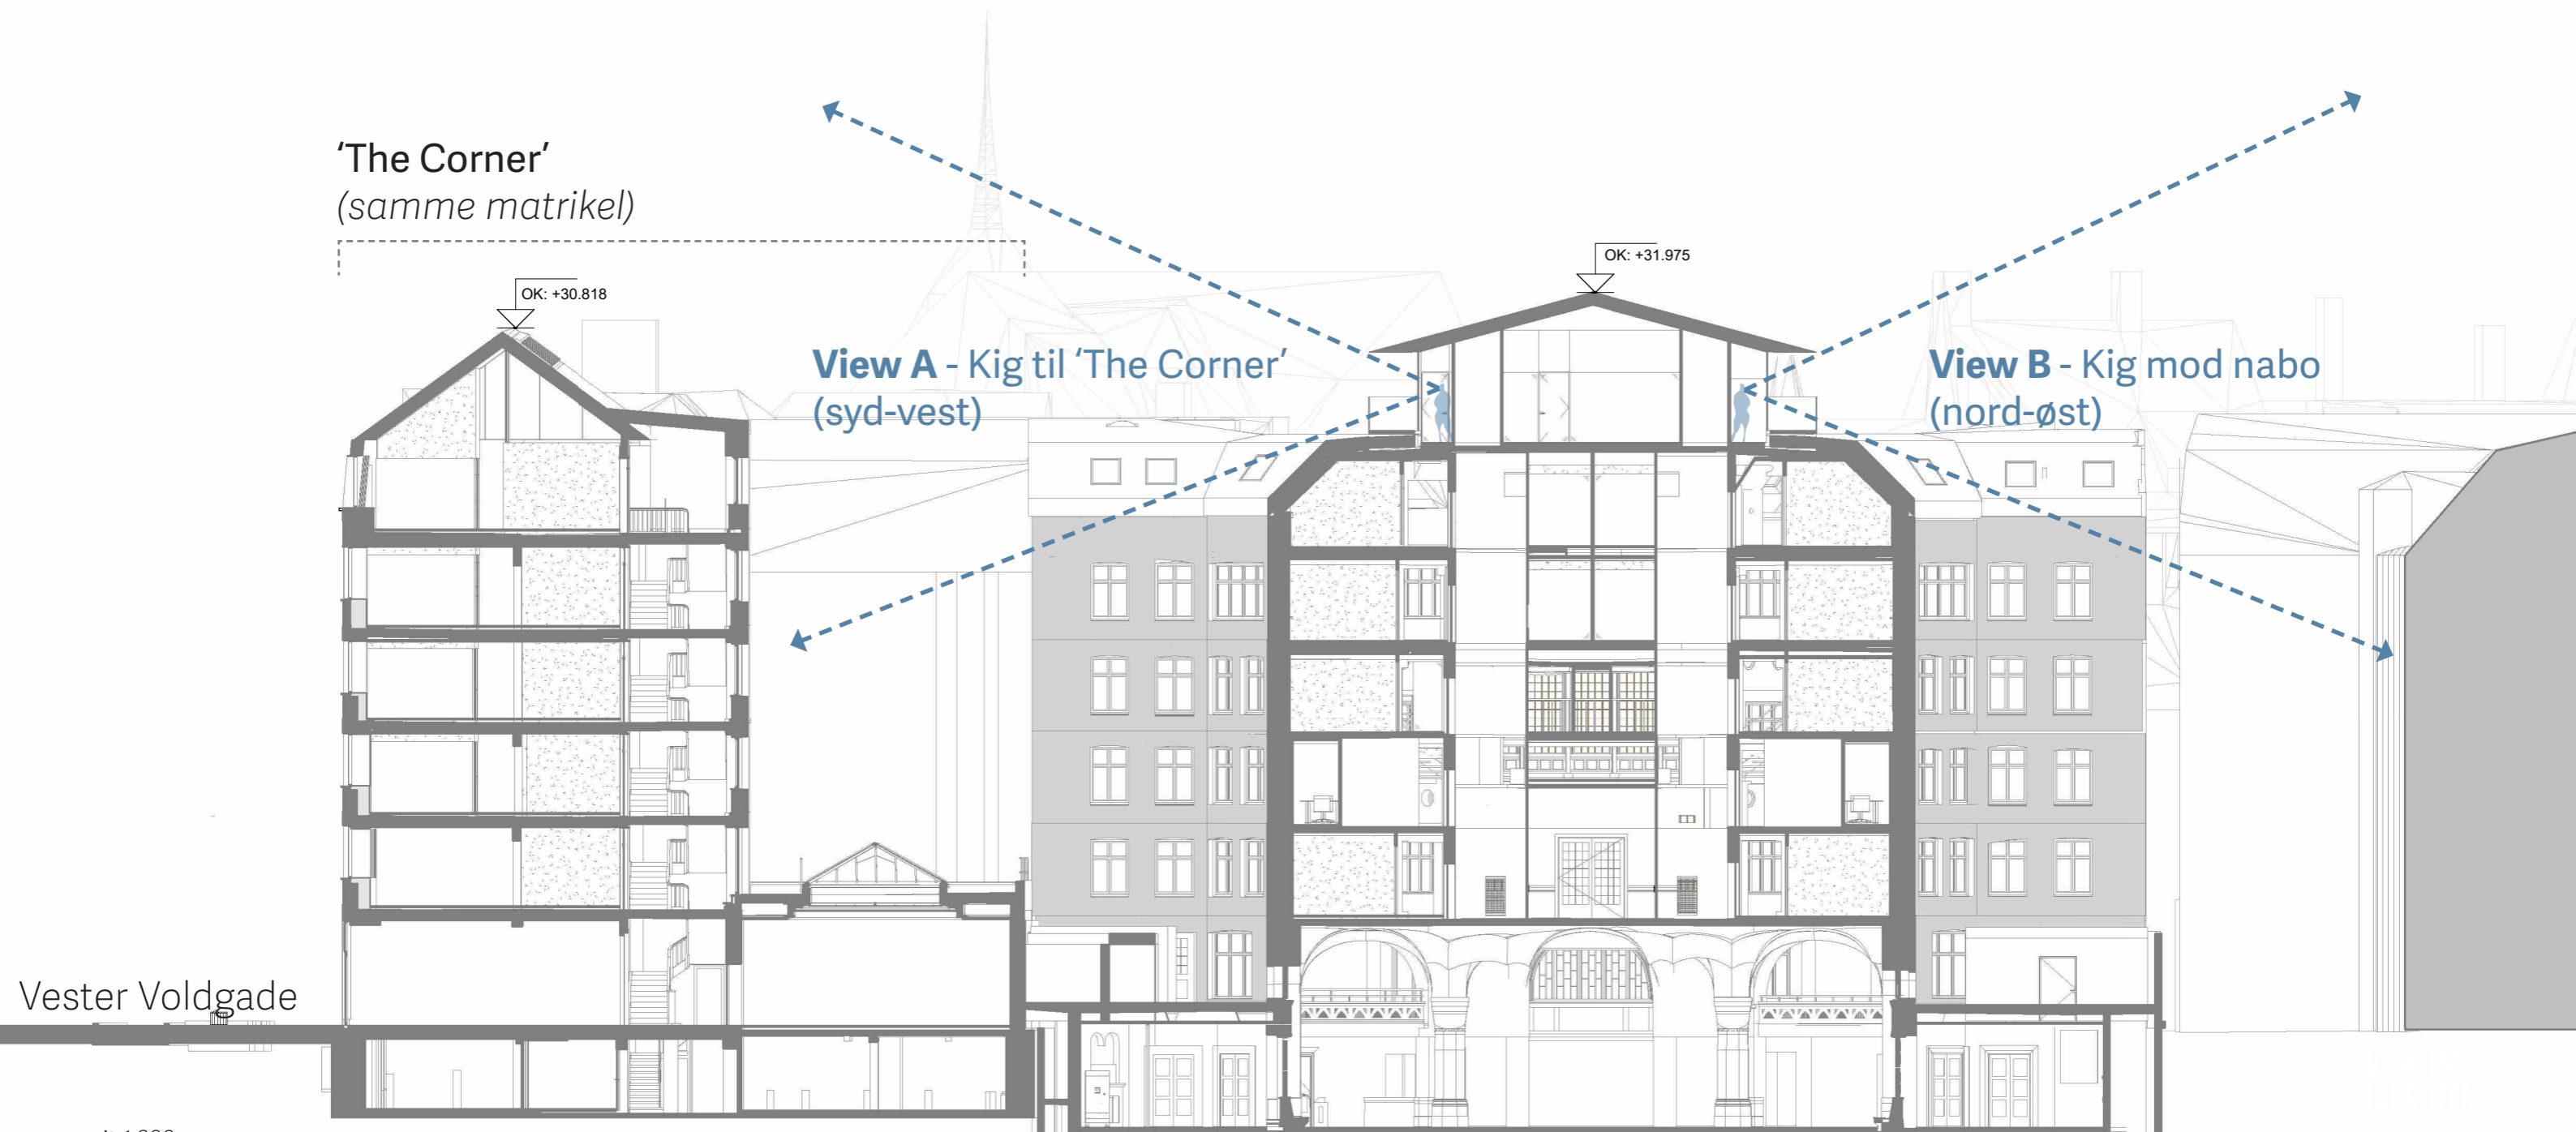 ‘The Corner’
(samme matrikel)
OK: +30.818
OK: +31.975
View A - Kig til ‘The Corner’
(syd-vest)
View B - Kig mod nabo
(nord-øst)
Vester Voldgade